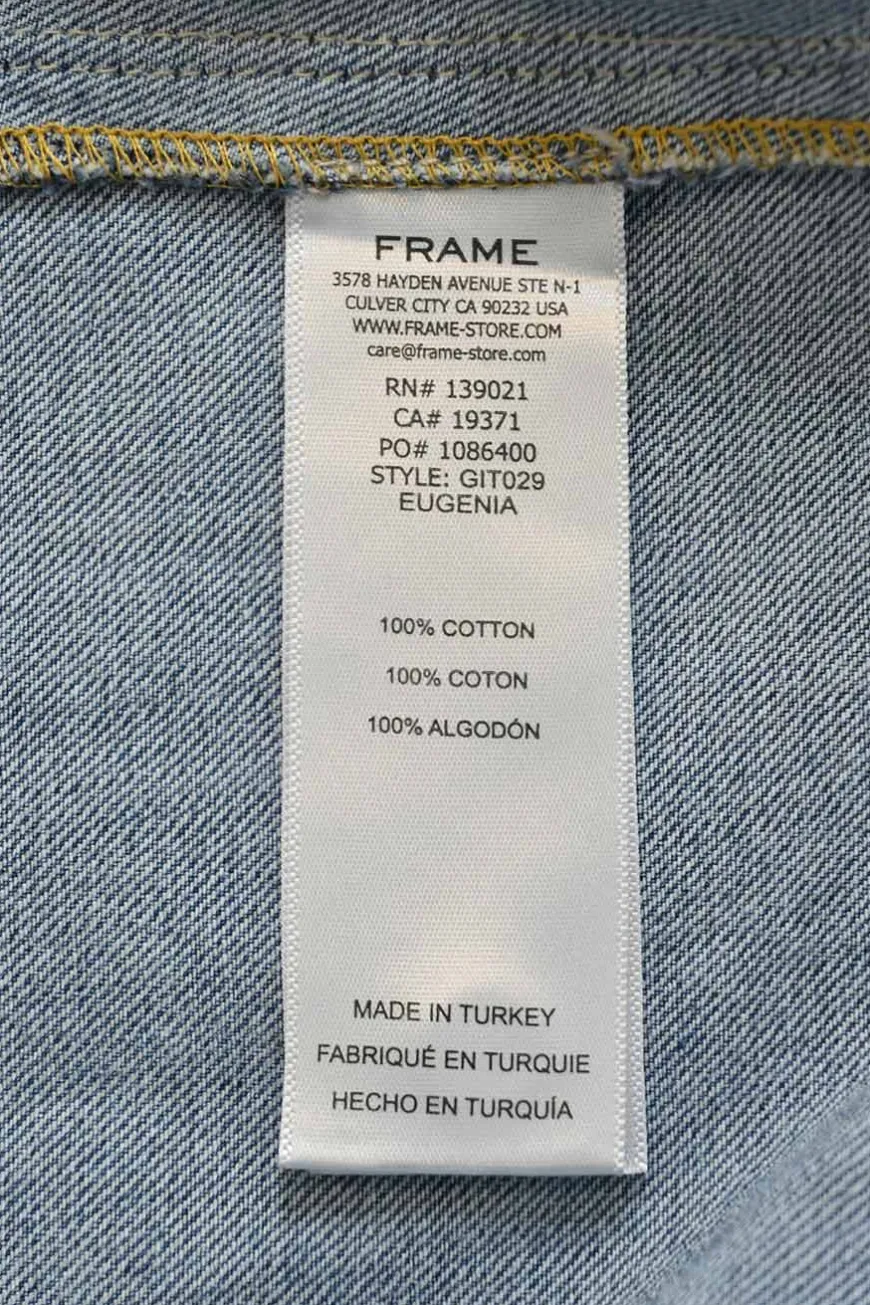 FRAME
3578 HAYDEN AVENUE STE N-1
CULVER CITY CA 90232 USA
WWW.FRAME-STORE.COM
care@frame-store.com
RN# 139021
CA# 19371
PO# 1086400
STYLE: GIT029
EUGENIA
100% COTTON
100% COTON
100% ALGODÓN
MADE IN TURKEY
FABRIQUÉ EN TURQUIE
HECHO EN TURQUÍA